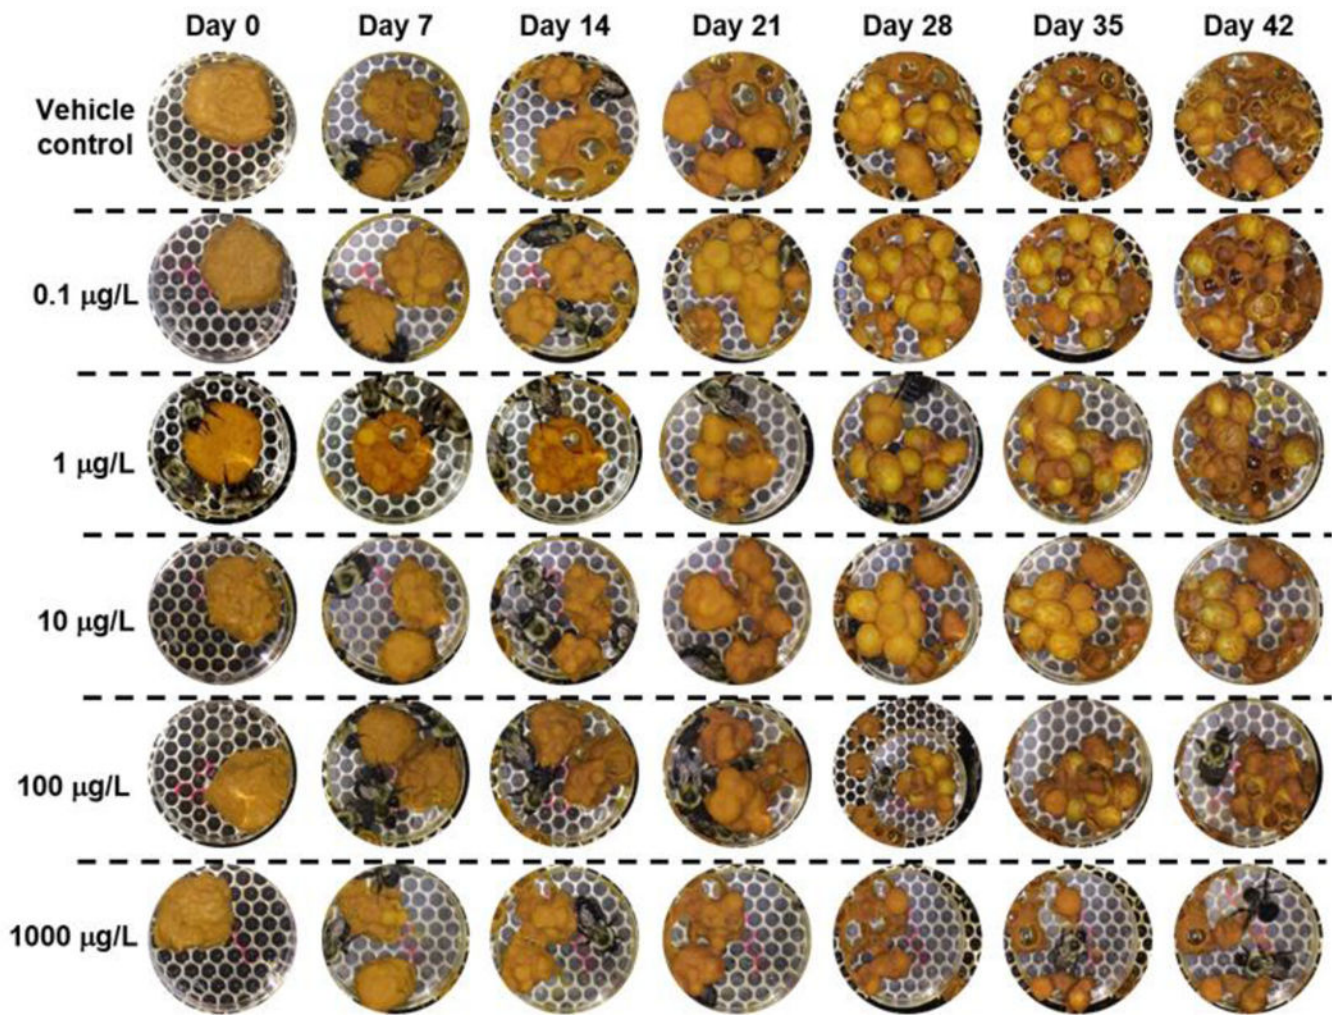 Day 0 Day 7 Day 14 Day 21 Day 28 Day 35 Day 42
Vehicle
control
0.1 μg/L
1 μg/L
10 μg/L
100 μg/L
1000 μg/L